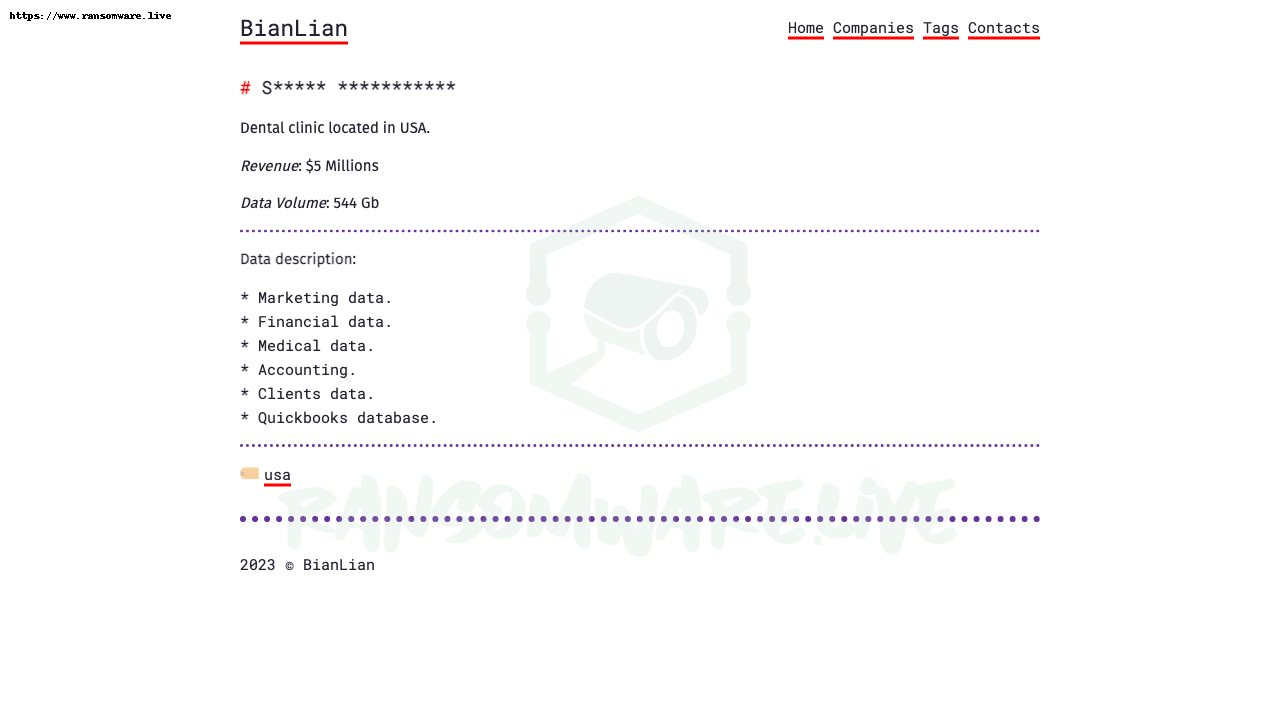 https://www.ransomware.live
BianLian
Home Companies Tags Contacts
# S***** ***********
Dental clinic located in USA.
Revenue: $5 Millions
Data Volume: 544 Gb
Data description:
* Marketing data.
* Financial data.
* Medical data.
* Accounting.
* Clients data.
* Quickbooks database.
usa
RANSOMWARE.LIVE
2023 © BianLian